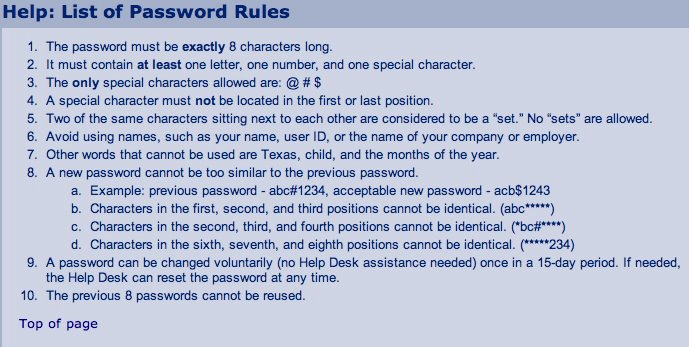 Help: List of Password Rules
1. The password must be exactly 8 characters long.
2. It must contain at least one letter, one number, and one special character.
3. The only special characters allowed are: @ # $
4. A special character must not be located in the first or last position.
5. Two of the same characters sitting next to each other are considered to be a "set." No "sets" are allowed.
6. Avoid using names, such as your name, user ID, or the name of your company or employer.
7. Other words that cannot be used are Texas, child, and the months of the year.
8. A new password cannot be too similar to the previous password.
a. Example: previous password - abc#1234, acceptable new password - acb$1243
b. Characters in the first, second, and third positions cannot be identical. (abc*****)
c. Characters in the second, third, and fourth positions cannot be identical. (*bc#****)
d. Characters in the sixth, seventh, and eighth positions cannot be identical. (*****234)
9. A password can be changed voluntarily (no Help Desk assistance needed) once in a 15-day period. If needed,
the Help Desk can reset the password at any time.
10. The previous 8 passwords cannot be reused.
Top of page